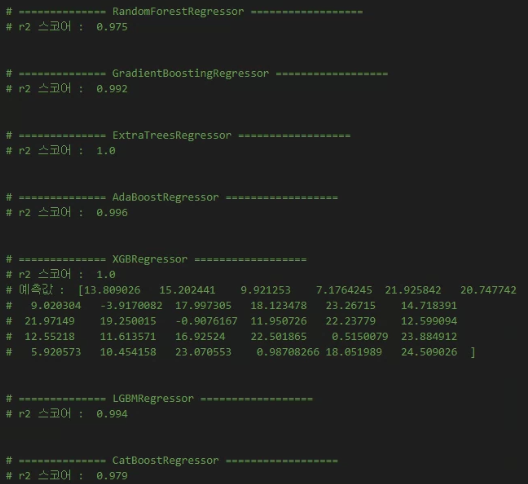 # ============== RandomForestRegressor ==================
# r2 스코어 :  0.975
# ============== GradientBoostingRegressor ==================
# r2 스코어 :  0.992
# ============== ExtraTreesRegressor ==================
# r2 스코어 :  1.0
# ============== AdaBoostRegressor ==================
# r2 스코어 :  0.996
# ============== XGBRegressor ==================
# r2 스코어 :  1.0
# 예측값 :  [13.809026   15.202441    9.921253    7.1764245  21.925842   20.747742
#   9.020304   -3.9170082  17.997305   18.123478   23.26715    14.718391
#  21.97149    19.250015   -0.9076167  11.950726   22.23779    12.599094
#  12.55218    11.613571   16.92524    22.501865    0.5150079  23.884912
#   5.920573   10.454158   23.070553    0.98708266 18.051989   24.509026  ]
# ============== LGBMRegressor ==================
# r2 스코어 :  0.994
# ============== CatBoostRegressor ==================
# r2 스코어 :  0.979